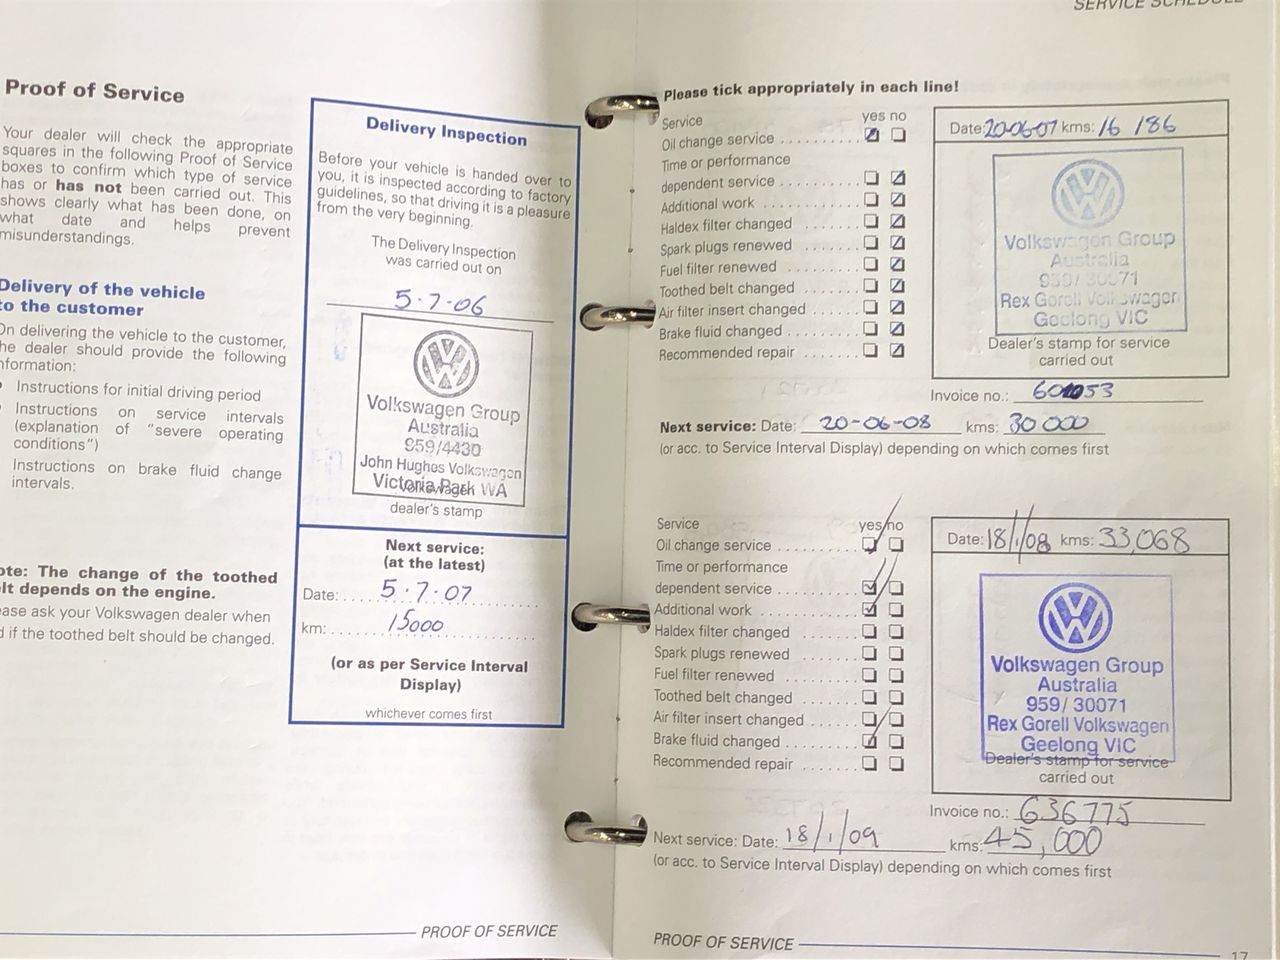 Proof of Service
Your dealer will check the appropriate
squares in the following Proof of Service
boxes to confirm which type of service
has or has not been carried out. This
shows clearly what has been done, on
what date and helps prevent
misunderstandings.
Delivery of the vehicle
to the customer
On delivering the vehicle to the customer,
the dealer should provide the following
information:
Instructions for initial driving period
Instructions on service intervals
(explanation of "severe operating
conditions")
Instructions on brake fluid change
intervals.
Note: The change of the toothed
belt depends on the engine.
Please ask your Volkswagen dealer when
if the toothed belt should be changed.
Delivery Inspection
Before your vehicle is handed over to
you, it is inspected according to factory
guidelines, so that driving it is a pleasure
from the very beginning.
The Delivery Inspection
was carried out on
5·7·06
Volkswagen Group
Australia
959/4430
John Hughes Volkswagen
Victoria Park WA
Volkswagen
dealer's stamp
Next service:
(at the latest)
Date: 5·7·07
km: 15000
(or as per Service Interval
Display)
whichever comes first
PROOF OF SERVICE
SERVICE SCHEDULE
Please tick appropriately in each line!
Service yes no
Oil change service
Time or performance
dependent service
Additional work
Haldex filter changed
Spark plugs renewed
Fuel filter renewed
Toothed belt changed
Air filter insert changed
Brake fluid changed
Recommended repair
Date: 20-06-07 kms: 16 186
Volkswagen Group
Australia
959/ 30071
Rex Gorell Volkswagen
Geelong VIC
Dealer's stamp for service
carried out
Invoice no.:
Next service: Date: 20-06-08 kms: 30 000
(or acc. to Service Interval Display) depending on which comes first
Service yes no
Oil change service
Time or performance
dependent service
Additional work
Haldex filter changed
Spark plugs renewed
Fuel filter renewed
Toothed belt changed
Air filter insert changed
Brake fluid changed
Recommended repair
Date: 18/1/08 kms: 33,068
Volkswagen Group
Australia
959/ 30071
Rex Gorell Volkswagen
Geelong VIC
Dealer's stamp for service
carried out
Invoice no.: 636775
Next service: Date: 18/1/09 kms: 45,000
(or acc. to Service Interval Display) depending on which comes first
PROOF OF SERVICE
17